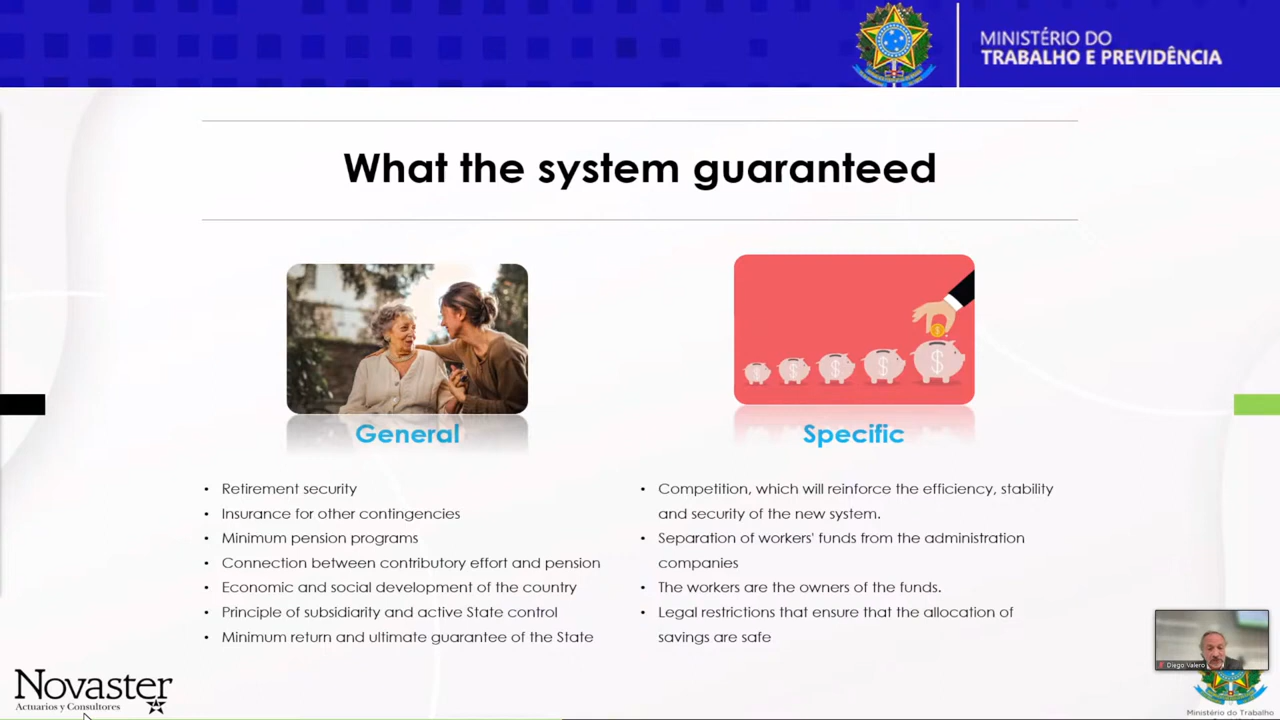 MINISTÉRIO DO
TRABALHO E PREVIDÊNCIA
What the system guaranteed
General
• Retirement security
• Insurance for other contingencies
• Minimum pension programs
• Connection between contributory effort and pension
• Economic and social development of the country
• Principle of subsidiarity and active State control
• Minimum return and ultimate guarantee of the State
Specific
• Competition, which will reinforce the efficiency, stability
and security of the new system.
• Separation of workers' funds from the administration
companies
• The workers are the owners of the funds.
• Legal restrictions that ensure that the allocation of
savings are safe
Novaster
Actuarios y Consultores
Diego Valero
Ministério do Trabalho